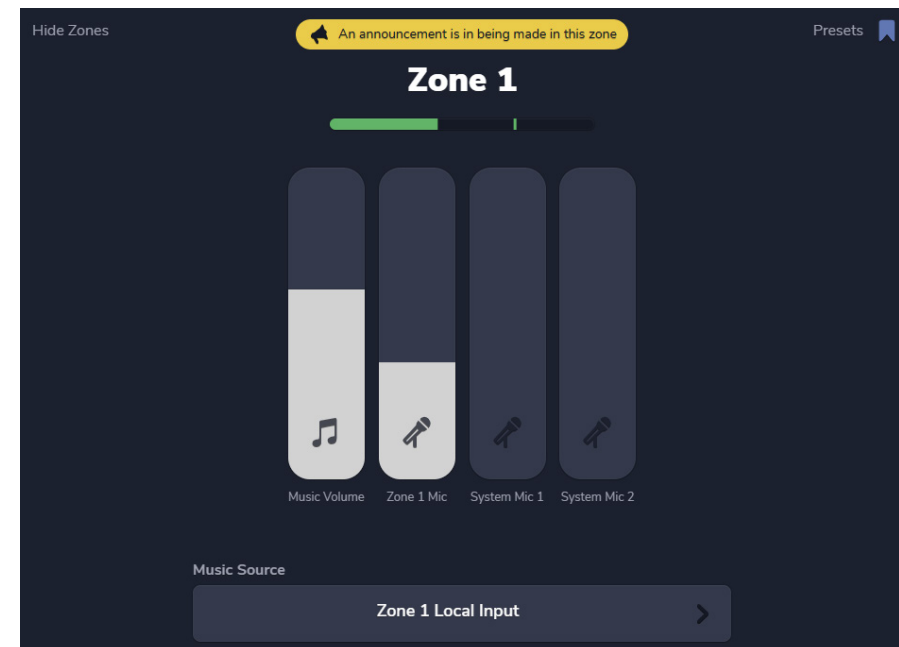 Hide Zones
An announcement is in being made in this zone
Presets
Zone 1
Music Volume
Zone 1 Mic
System Mic 1
System Mic 2
Music Source
Zone 1 Local Input